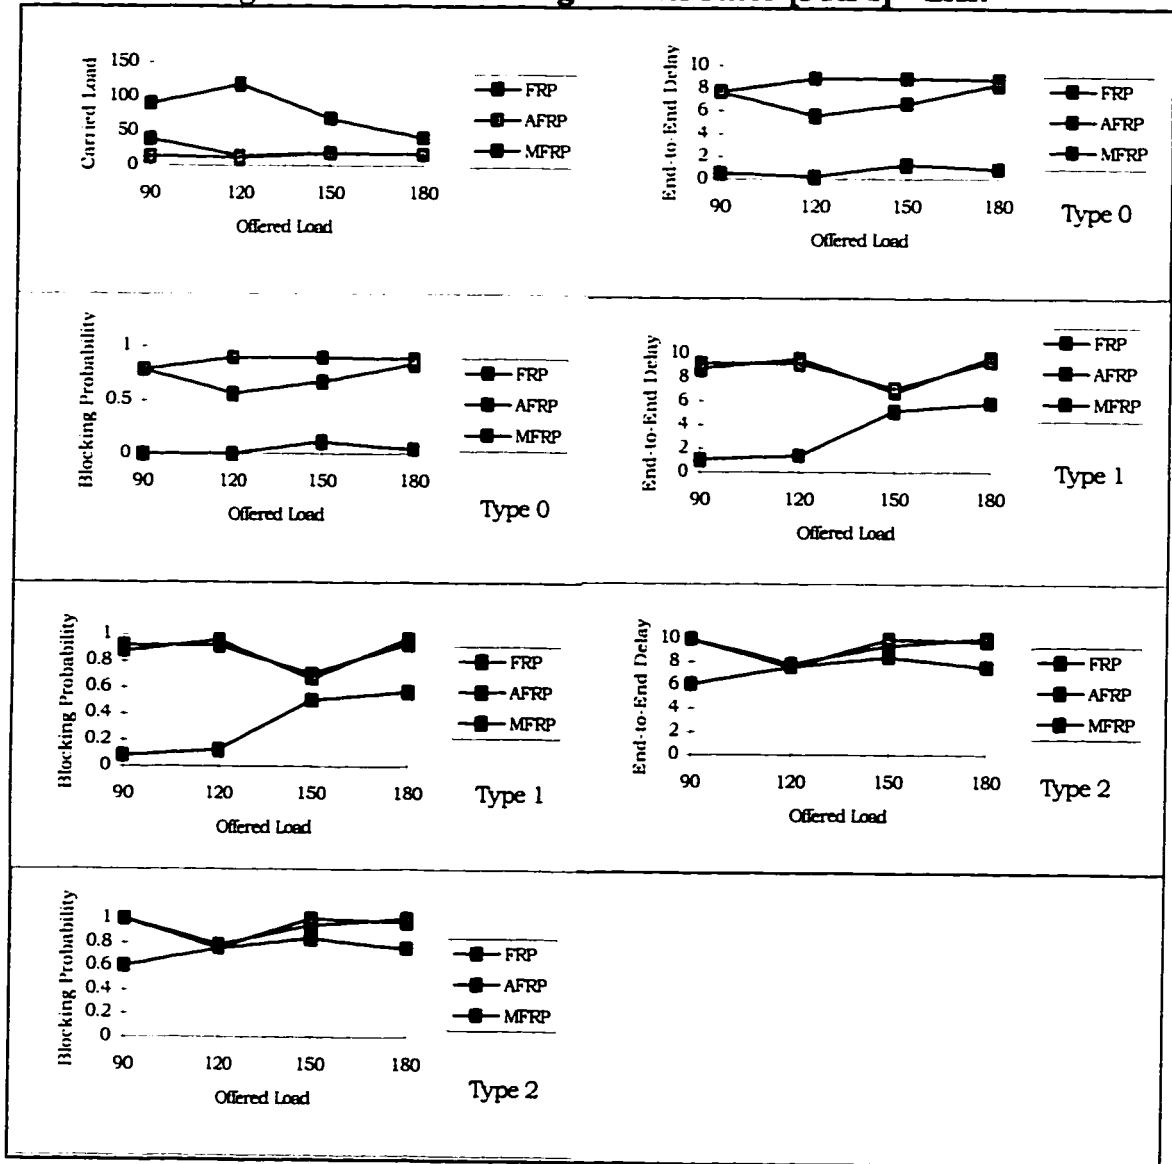 150
100
50
0
Carried Load
90 120 150 180
Offered Load
FRP
AFRP
MFRP
10
8
6
4
2
0
End-to-End Delay
90 120 150 180
Offered Load
FRP
AFRP
MFRP
Type 0
1
0.5
0
Blocking Probability
90 120 150 180
Offered Load
FRP
AFRP
MFRP
Type 0
10
8
6
4
2
0
End-to-End Delay
90 120 150 180
Offered Load
FRP
AFRP
MFRP
Type 1
1
0.8
0.6
0.4
0.2
0
Blocking Probability
90 120 150 180
Offered Load
FRP
AFRP
MFRP
Type 1
10
8
6
4
2
0
End-to-End Delay
90 120 150 180
Offered Load
FRP
AFRP
MFRP
Type 2
1
0.8
0.6
0.4
0.2
0
Blocking Probability
90 120 150 180
Offered Load
FRP
AFRP
MFRP
Type 2